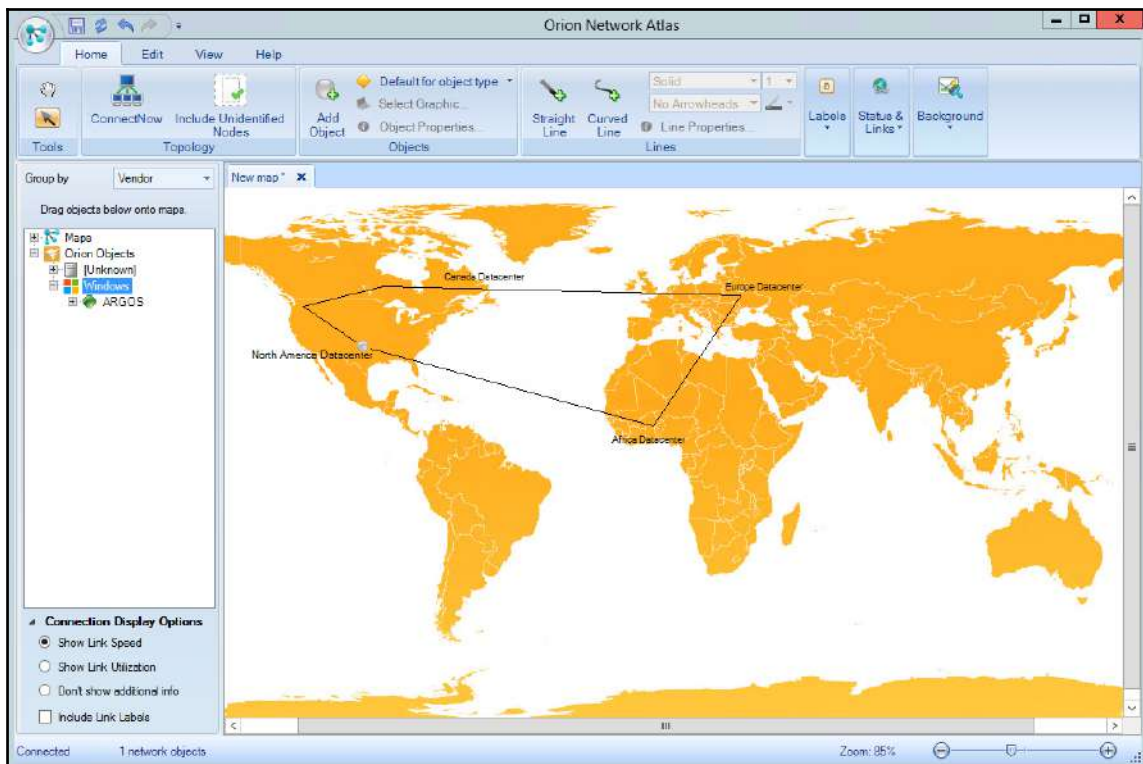 Orion Network Atlas
Home Edit View Help
ConnectNow
Include Unidentified
Nodes
Add
Object
Default for object type
Select Graphic...
Object Properties...
Straight
Line
Curved
Line
Solid
1
No Arrowheads
Line Properties...
Labels
Status &
Links
Background
Tools
Topology
Objects
Lines
Group by Vendor
New map *
Drag objects below onto maps.
Maps
Orion Objects
[Unknown]
Windows
ARGOS
Canada Datacenter
Europe Datacenter
North America Datacenter
Africa Datacenter
Connection Display Options
Show Link Speed
Show Link Utilization
Don't show additional info
Include Link Labels
Connected 1 network objects Zoom: 85%